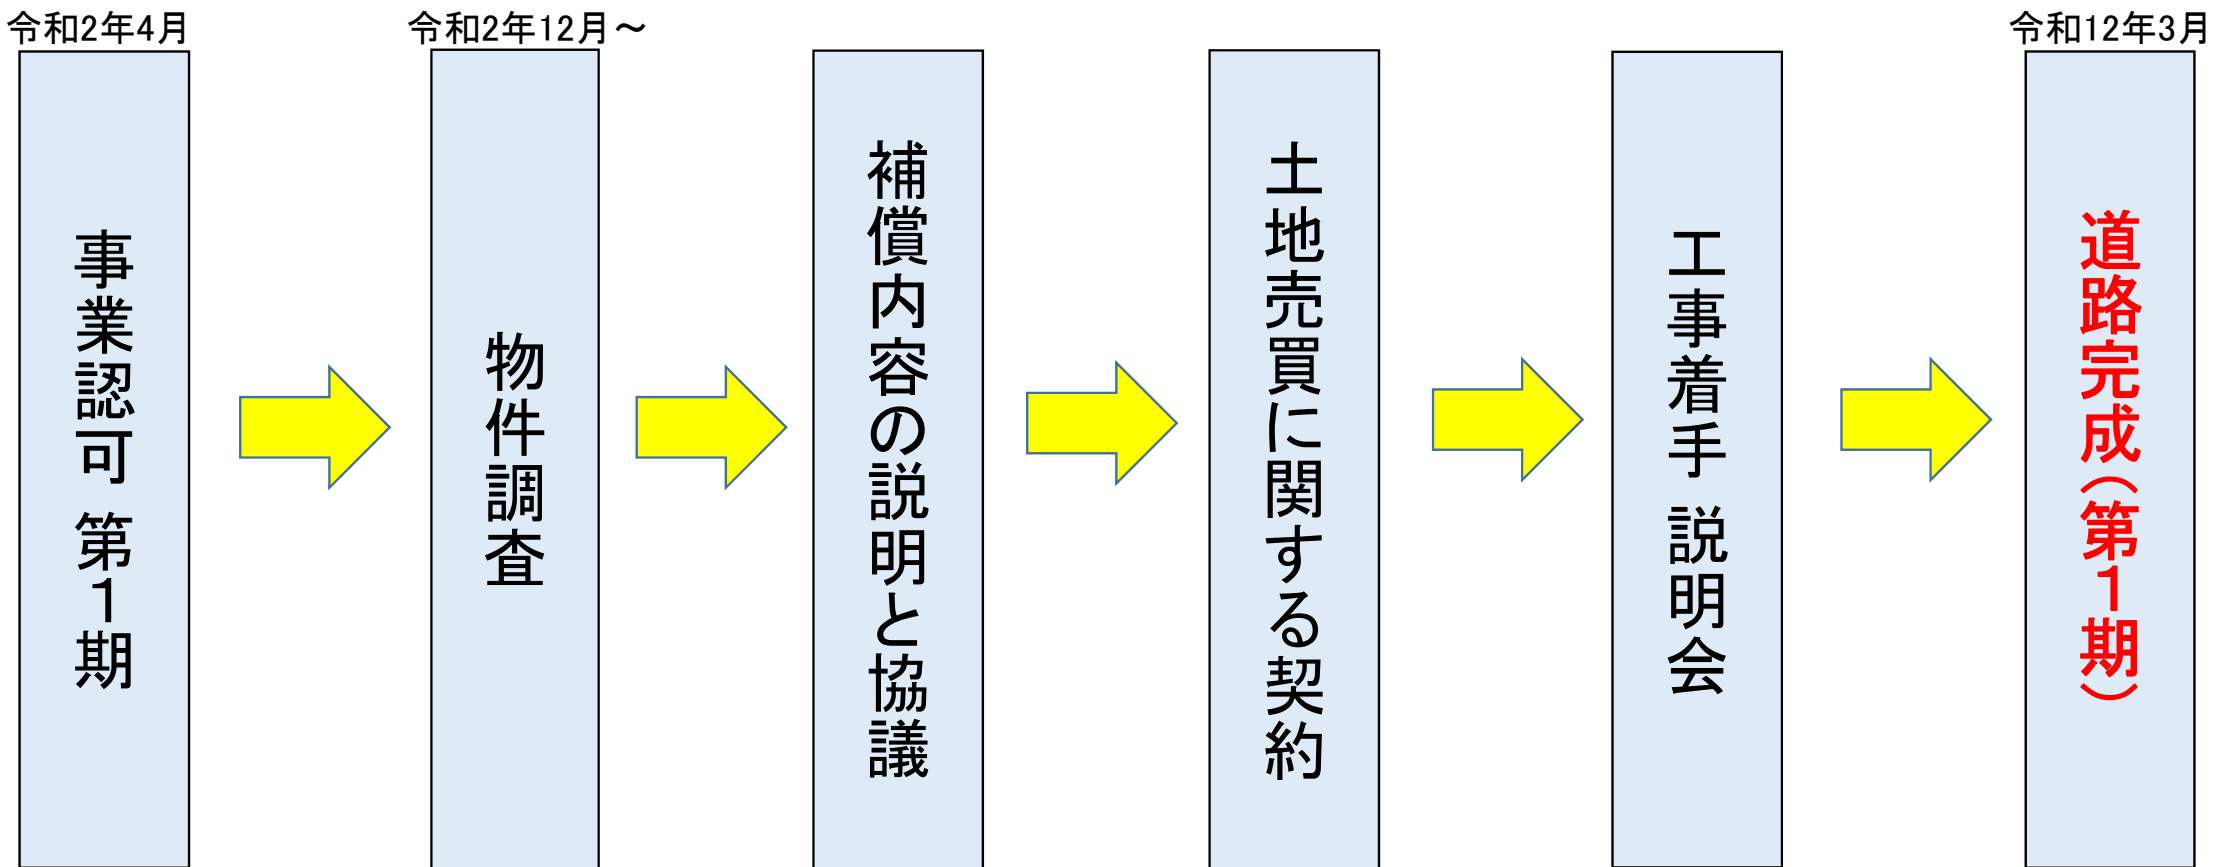 令和2年4月
事業認可 第1期
令和2年12月～
物件調査
補償内容の説明と協議
土地売買に関する契約
工事着手 説明会
令和12年3月
道路完成（第1期）